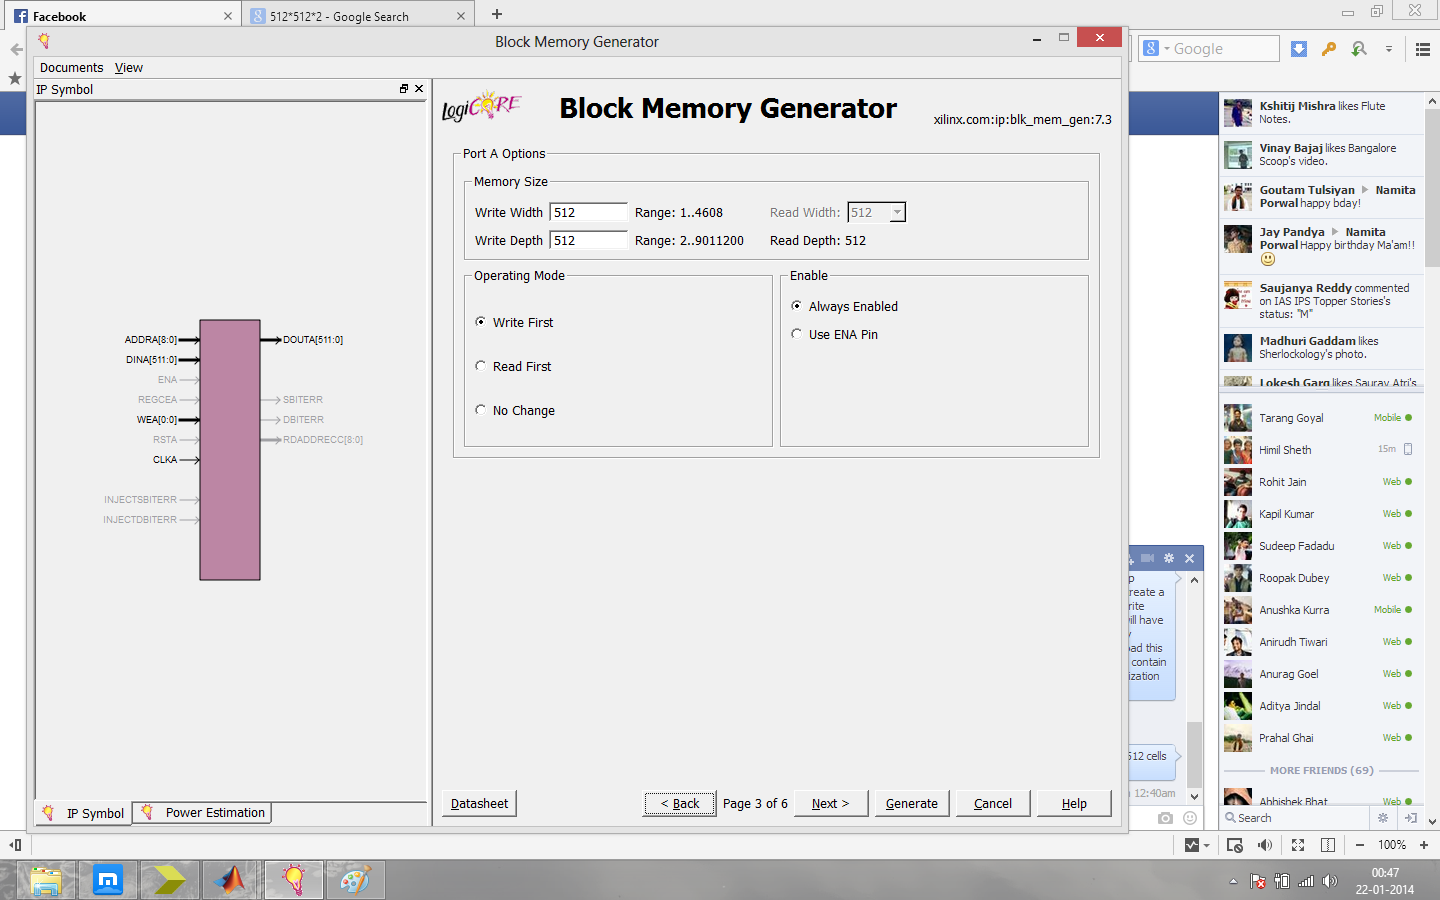 Facebook
512*512*2 - Google Search
Block Memory Generator
Google
Documents View
IP Symbol
LogiCORE
Block Memory Generator
xilinx.com:ip:blk_mem_gen:7.3
Port A Options
Memory Size
Write Width 512 Range: 1..4608 Read Width: 512
Write Depth 512 Range: 2..9011200 Read Depth: 512
Operating Mode
Write First
Read First
No Change
Enable
Always Enabled
Use ENA Pin
ADDRA[8:0]
DINA[511:0]
ENA
REGCEA
WEA[0:0]
RSTA
CLKA
INJECTSBITERR
INJECTDBITERR
DOUTA[511:0]
SBITERR
DBITERR
RDADDRECC[8:0]
IP Symbol
Power Estimation
Datasheet
< Back
Page 3 of 6
Next >
Generate
Cancel
Help
Kshitij Mishra likes Flute
Notes.
Vinay Bajaj likes Bangalore
Scoop's video.
Goutam Tulsiyan Namita
Porwal happy bday!
Jay Pandya Namita
Porwal Happy birthday Ma'am!!
Saujanya Reddy commented
on IAS IPS Topper Stories's
status: "M"
Madhuri Gaddam likes
Sherlockology's photo.
Lokesh Garg likes Saurav Atri's
Tarang Goyal Mobile
Himil Sheth 15m
Rohit Jain Web
Kapil Kumar Web
Sudeep Fadadu Web
Roopak Dubey Web
Anushka Kurra Mobile
Anirudh Tiwari Web
Anurag Goel Web
Aditya Jindal Web
Prahal Ghai Web
MORE FRIENDS (69)
Abhishek Bhat Web
Search
p
reate a
rite
ill have
y
ad this
contain
ization
512 cells
12:40am
100%
00:47
22-01-2014